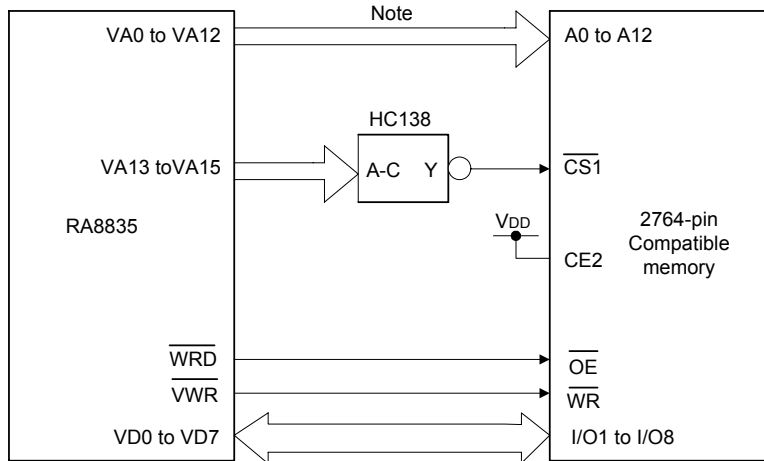 Note
VA0 to VA12
A0 to A12
HC138
VA13 toVA15
A-C
Y
CS1
RA8835
VDD
2764-pin
Compatible
memory
CE2
WRD
OE
VWR
WR
VD0 to VD7
I/O1 to I/O8